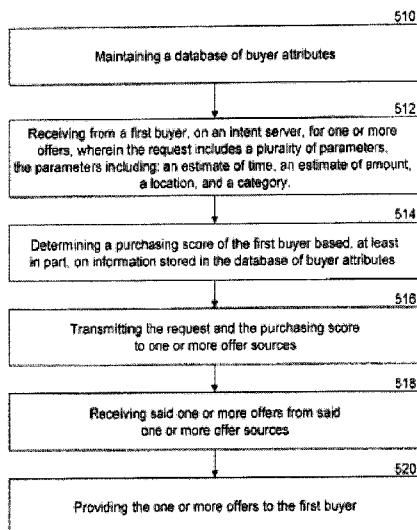 510
Maintaining a database of buyer attributes
512
Receiving from a first buyer, on an intent server, for one or more
offers, wherein the request includes a plurality of parameters,
the parameters including: an estimate of time, an estimate of amount,
a location, and a category.
514
Determining a purchasing score of the first buyer based, at least
in part, on information stored in the database of buyer attributes
516
Transmitting the request and the purchasing score
to one or more offer sources
518
Receiving said one or more offers from said
one or more offer sources
520
Providing the one or more offers to the first buyer